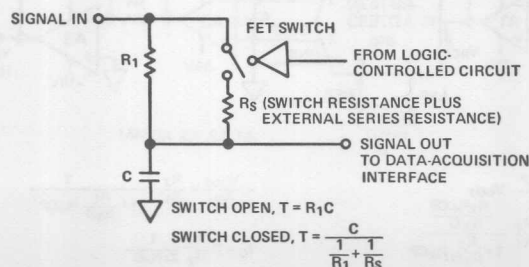 SIGNAL IN
FET SWITCH
R1
FROM LOGIC-
CONTROLLED CIRCUIT
RS (SWITCH RESISTANCE PLUS
EXTERNAL SERIES RESISTANCE)
SIGNAL OUT
TO DATA-ACQUISITION
INTERFACE
C
SWITCH OPEN, T = R1C
SWITCH CLOSED, T = C
1/R1 + 1/RS